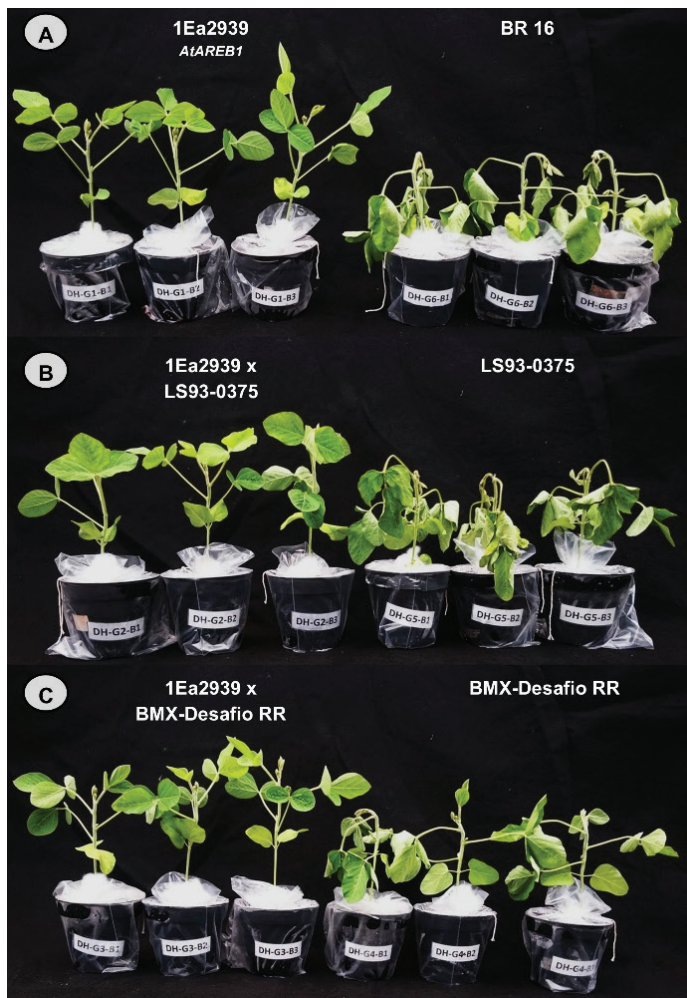 A
1Ea2939
AtAREB1
BR 16
DH-G1-B1
DH-G1-B2
DH-G1-B3
DH-G6-B1
DH-G6-B2
DH-G6-B3
B
1Ea2939 x
LS93-0375
LS93-0375
DH-G2-B1
DH-G2-B2
DH-G2-B3
DH-G5-B1
DH-G5-B2
DH-G5-B3
C
1Ea2939 x
BMX-Desafio RR
BMX-Desafio RR
DH-G3-B1
DH-G3-B2
DH-G3-B3
DH-G4-B1
DH-G4-B2
DH-G4-B3